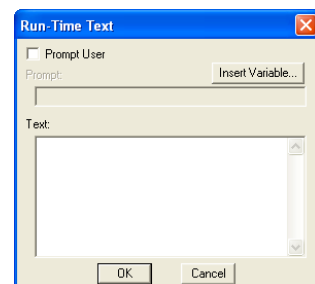 Run-Time Text
Prompt User
Prompt:
Insert Variable...
Text:
OK
Cancel